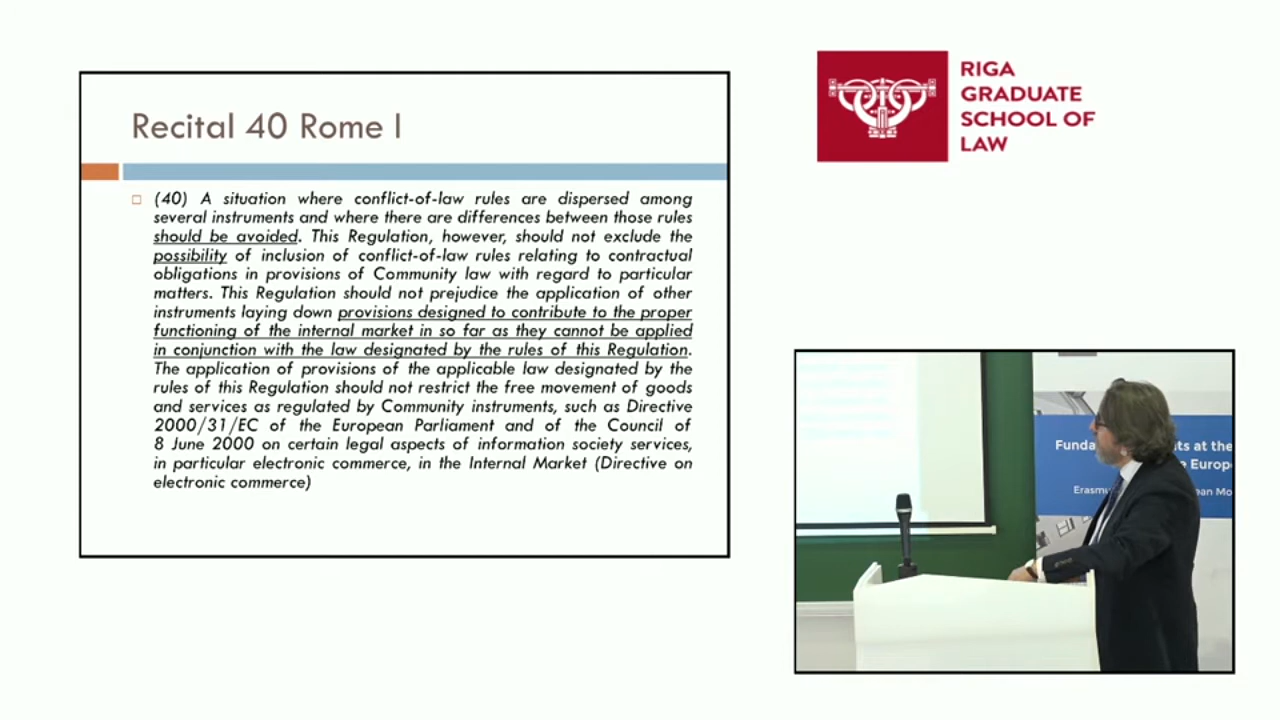 Recital 40 Rome I
(40) A situation where conflict-of-law rules are dispersed among
several instruments and where there are differences between those rules
should be avoided. This Regulation, however, should not exclude the
possibility of inclusion of conflict-of-law rules relating to contractual
obligations in provisions of Community law with regard to particular
matters. This Regulation should not prejudice the application of other
instruments laying down provisions designed to contribute to the proper
functioning of the internal market in so far as they cannot be applied
in conjunction with the law designated by the rules of this Regulation.
The application of provisions of the applicable law designated by the
rules of this Regulation should not restrict the free movement of goods
and services as regulated by Community instruments, such as Directive
2000/31/EC of the European Parliament and of the Council of
8 June 2000 on certain legal aspects of information society services,
in particular electronic commerce, in the Internal Market (Directive on
electronic commerce)
RIGA
GRADUATE
SCHOOL OF
LAW
at the